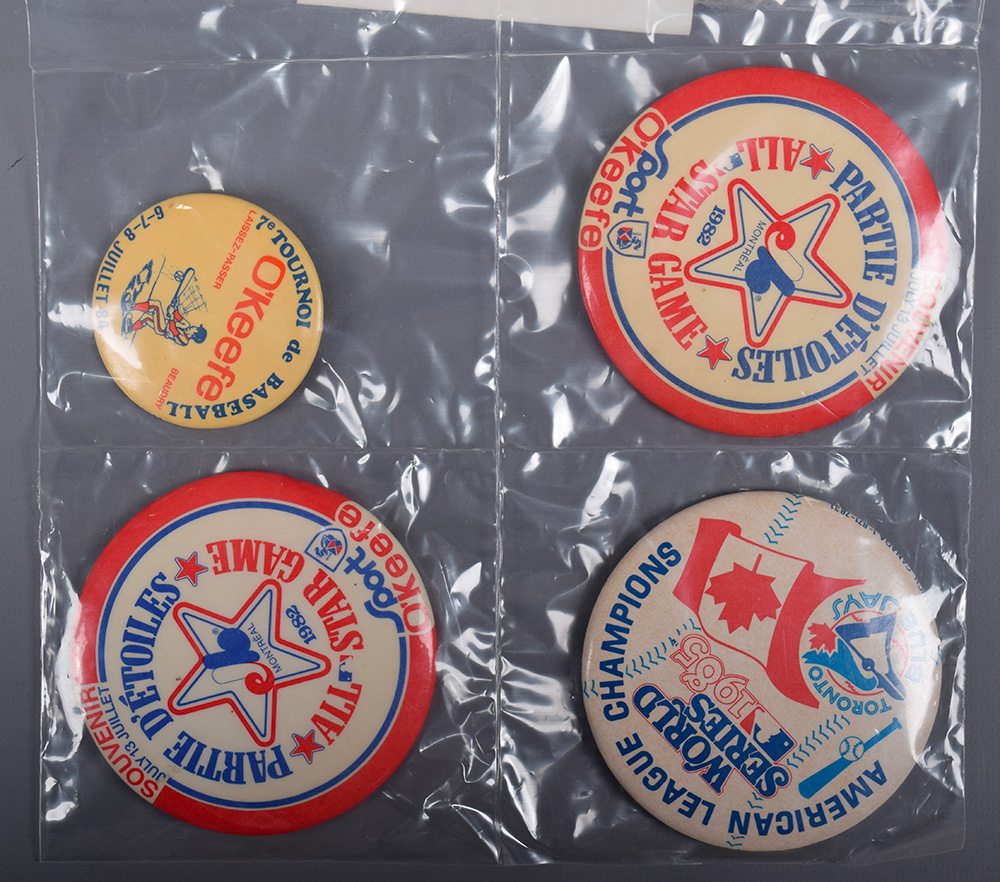 7e TOURNOI de BASEBALL
LAISSEZ-PASSER
O'Keefe
BEAUDRY
6-7-8 JUILLET 84
O'Keefe
Sport
PARTIE D'ÉTOILES
ALL STAR GAME
1982
MONTREAL
SOUVENIR
JULY 13 JUILLET
O'Keefe
Sport
PARTIE D'ÉTOILES
ALL STAR GAME
1982
MONTREAL
SOUVENIR
JULY 13 JUILLET
AMERICAN LEAGUE CHAMPIONS
WORLD
SERIES
1985
TORONTO
BLUE JAYS